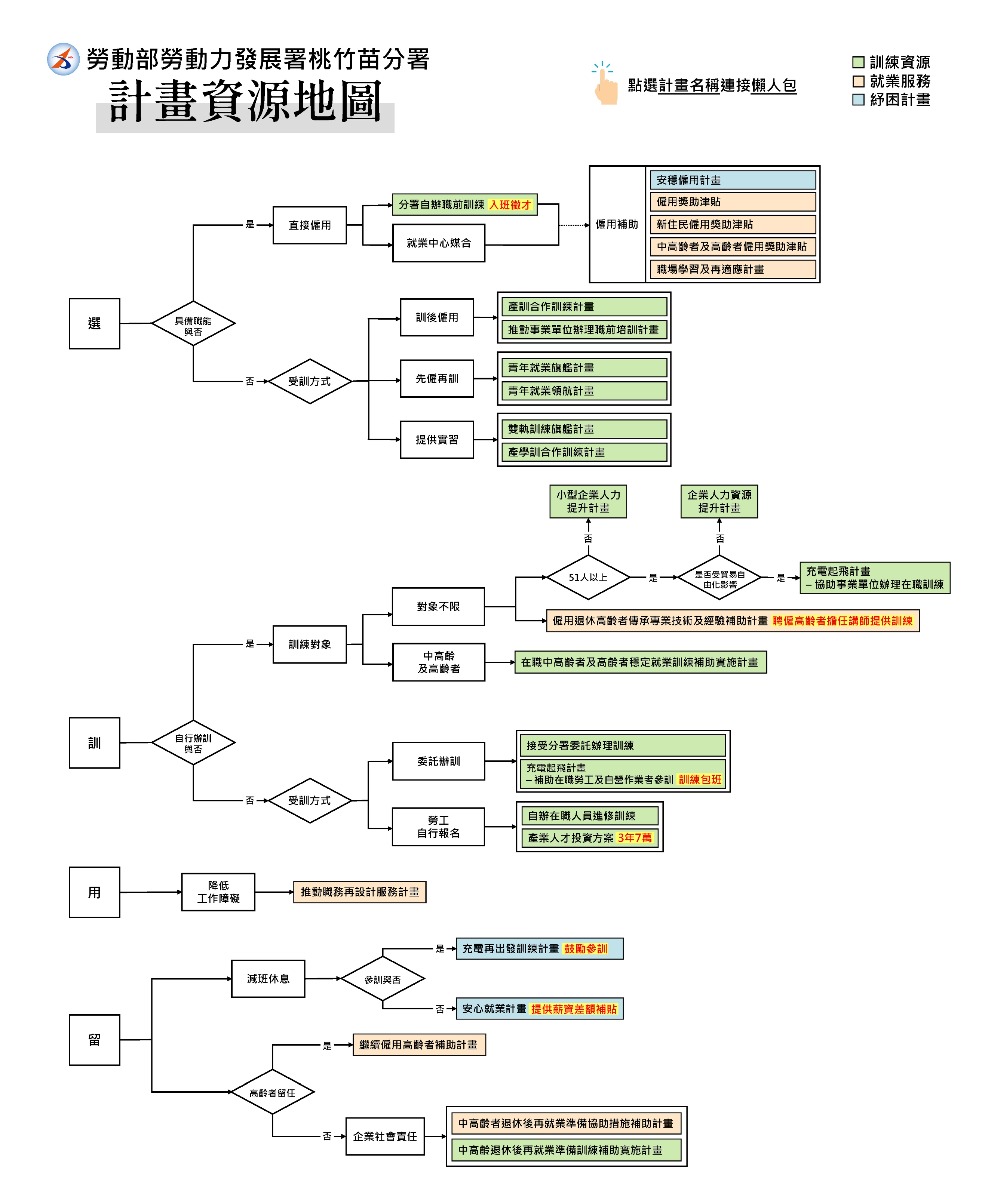 勞動部勞動力發展署桃竹苗分署
計畫資源地圖
點選計畫名稱連接懶人包
訓練資源
就業服務
紓困計畫
選
具備職能
與否
是
直接僱用
分署自辦職前訓練 入班徵才
就業中心媒合
僱用補助
安穩僱用計畫
僱用獎助津貼
新住民僱用獎助津貼
中高齡者及高齡者僱用獎助津貼
職場學習及再適應計畫
否
受訓方式
訓後僱用
產訓合作訓練計畫
推動事業單位辦理職前培訓計畫
先僱再訓
青年就業旗艦計畫
青年就業領航計畫
提供實習
雙軌訓練旗艦計畫
產學訓合作訓練計畫
訓
自行辦訓
與否
是
訓練對象
對象不限
51人以上
否
小型企業人力
提升計畫
是
是否受貿易自
由化影響
否
企業人力資源
提升計畫
是
充電起飛計畫
–協助事業單位辦理在職訓練
僱用退休高齡者傳承專業技術及經驗補助計畫 聘僱高齡者擔任講師提供訓練
中高齡
及高齡者
在職中高齡者及高齡者穩定就業訓練補助實施計畫
否
受訓方式
委託辦訓
接受分署委託辦理訓練
充電起飛計畫
–補助在職勞工及自營作業者參訓 訓練包班
勞工
自行報名
自辦在職人員進修訓練
產業人才投資方案 3年7萬
用
降低
工作障礙
推動職務再設計服務計畫
留
減班休息
參訓與否
是
充電再出發訓練計畫 鼓勵參訓
否
安心就業計畫 提供薪資差額補貼
高齡者留任
是
繼續僱用高齡者補助計畫
否
企業社會責任
中高齡者退休後再就業準備協助措施補助計畫
中高齡退休後再就業準備訓練補助實施計畫